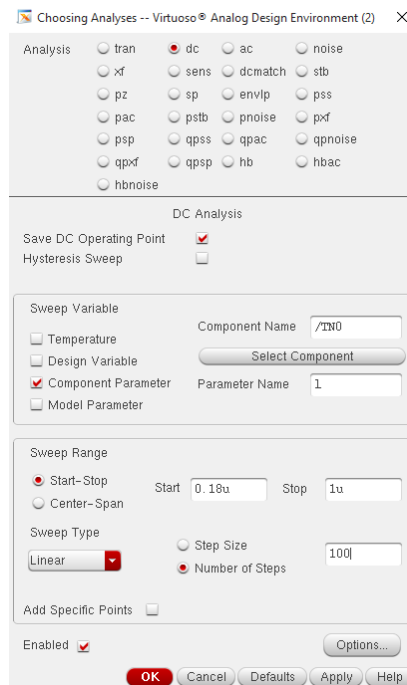 Choosing Analyses -- Virtuoso® Analog Design Environment (2)
Analysis tran dc ac noise
xf sens dcmatch stb
pz sp envlp pss
pac pstb pnoise pxf
psp qpss qpac qpnoise
qpxf qpsp hb hbac
hbnoise
DC Analysis
Save DC Operating Point
Hysteresis Sweep
Sweep Variable
Component Name /TN0
Temperature
Select Component
Design Variable
Component Parameter Parameter Name l
Model Parameter
Sweep Range
Start-Stop Start 0.18u Stop 1u
Center-Span
Sweep Type
Step Size
Linear Number of Steps 100
Add Specific Points
Enabled Options...
OK Cancel Defaults Apply Help